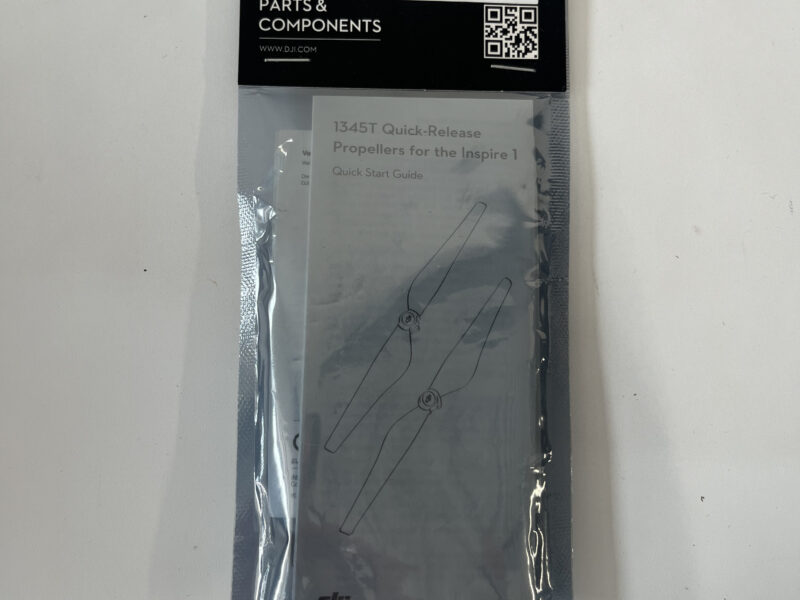 PARTS &
COMPONENTS
WWW.DJI.COM
1345T Quick-Release
Propellers for the Inspire 1
Quick Start Guide